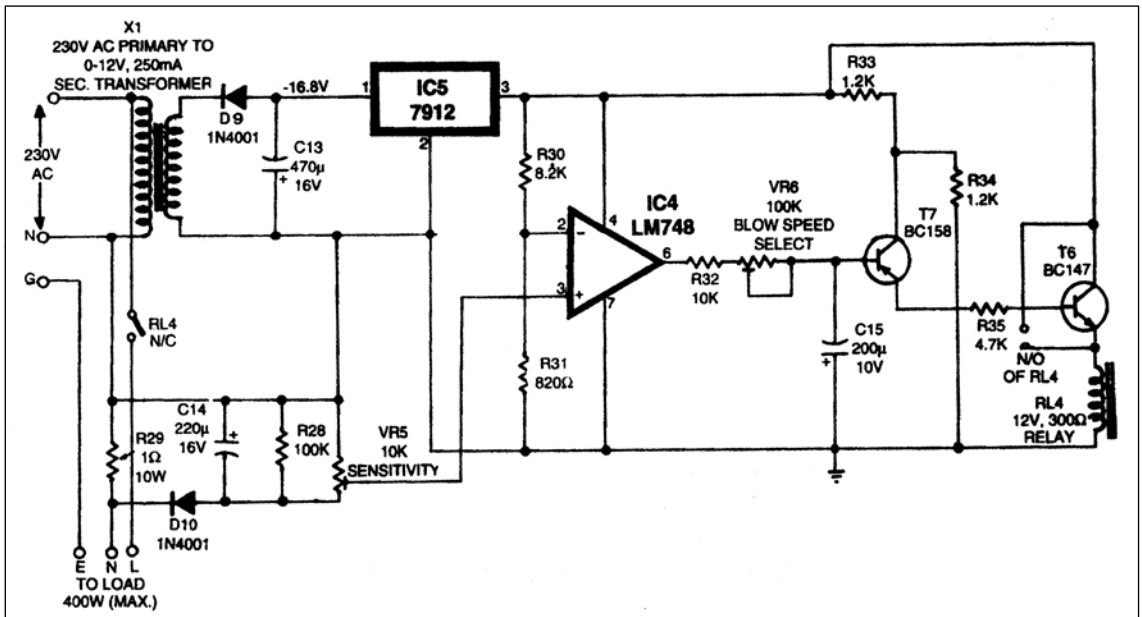 X1
230V AC PRIMARY TO
0-12V, 250mA
SEC. TRANSFORMER
230V
AC
N
G
D9
1N4001
-16.8V
C13
470µ
16V
+
1
IC5
7912
3
2
R30
8.2K
IC4
LM748
2
-
3
+
4
6
7
R31
820Ω
R32
10K
VR6
100K
BLOW SPEED
SELECT
R33
1.2K
T7
BC158
R34
1.2K
T6
BC147
C15
200µ
10V
+
R35
4.7K
N/O
OF RL4
RL4
12V, 300Ω
RELAY
RL4
N/C
R29
1Ω
10W
C14
220µ
16V
+
R28
100K
VR5
10K
SENSITIVITY
D10
1N4001
E N L
TO LOAD
400W (MAX.)